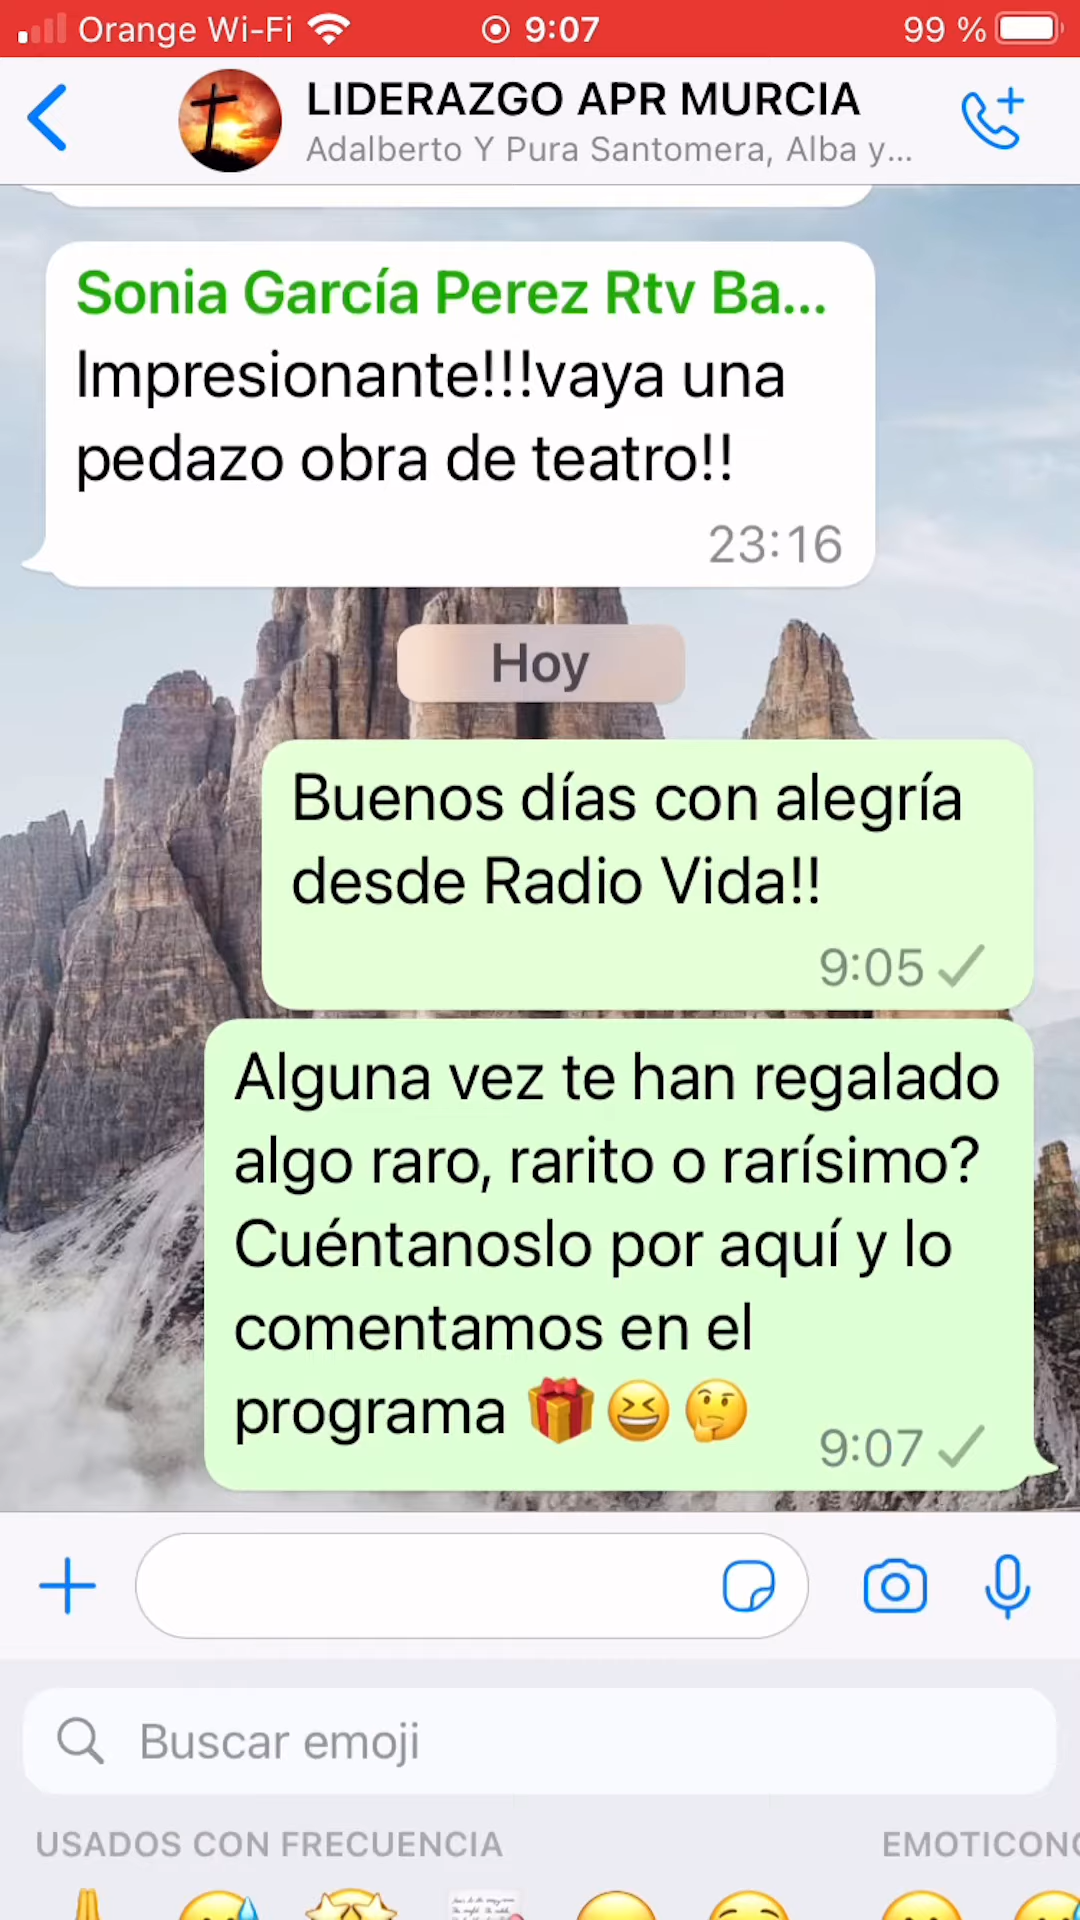 Orange Wi-Fi 9:07 99 %
LIDERAZGO APR MURCIA
Adalberto Y Pura Santomera, Alba y...
Sonia García Perez Rtv Ba...
Impresionante!!!vaya una
pedazo obra de teatro!!
23:16
Hoy
Buenos días con alegría
desde Radio Vida!!
9:05
Alguna vez te han regalado
algo raro, rarito o rarísimo?
Cuéntanoslo por aquí y lo
comentamos en el
programa 🎁😆🤔
9:07
Buscar emoji
USADOS CON FRECUENCIA EMOTICONO